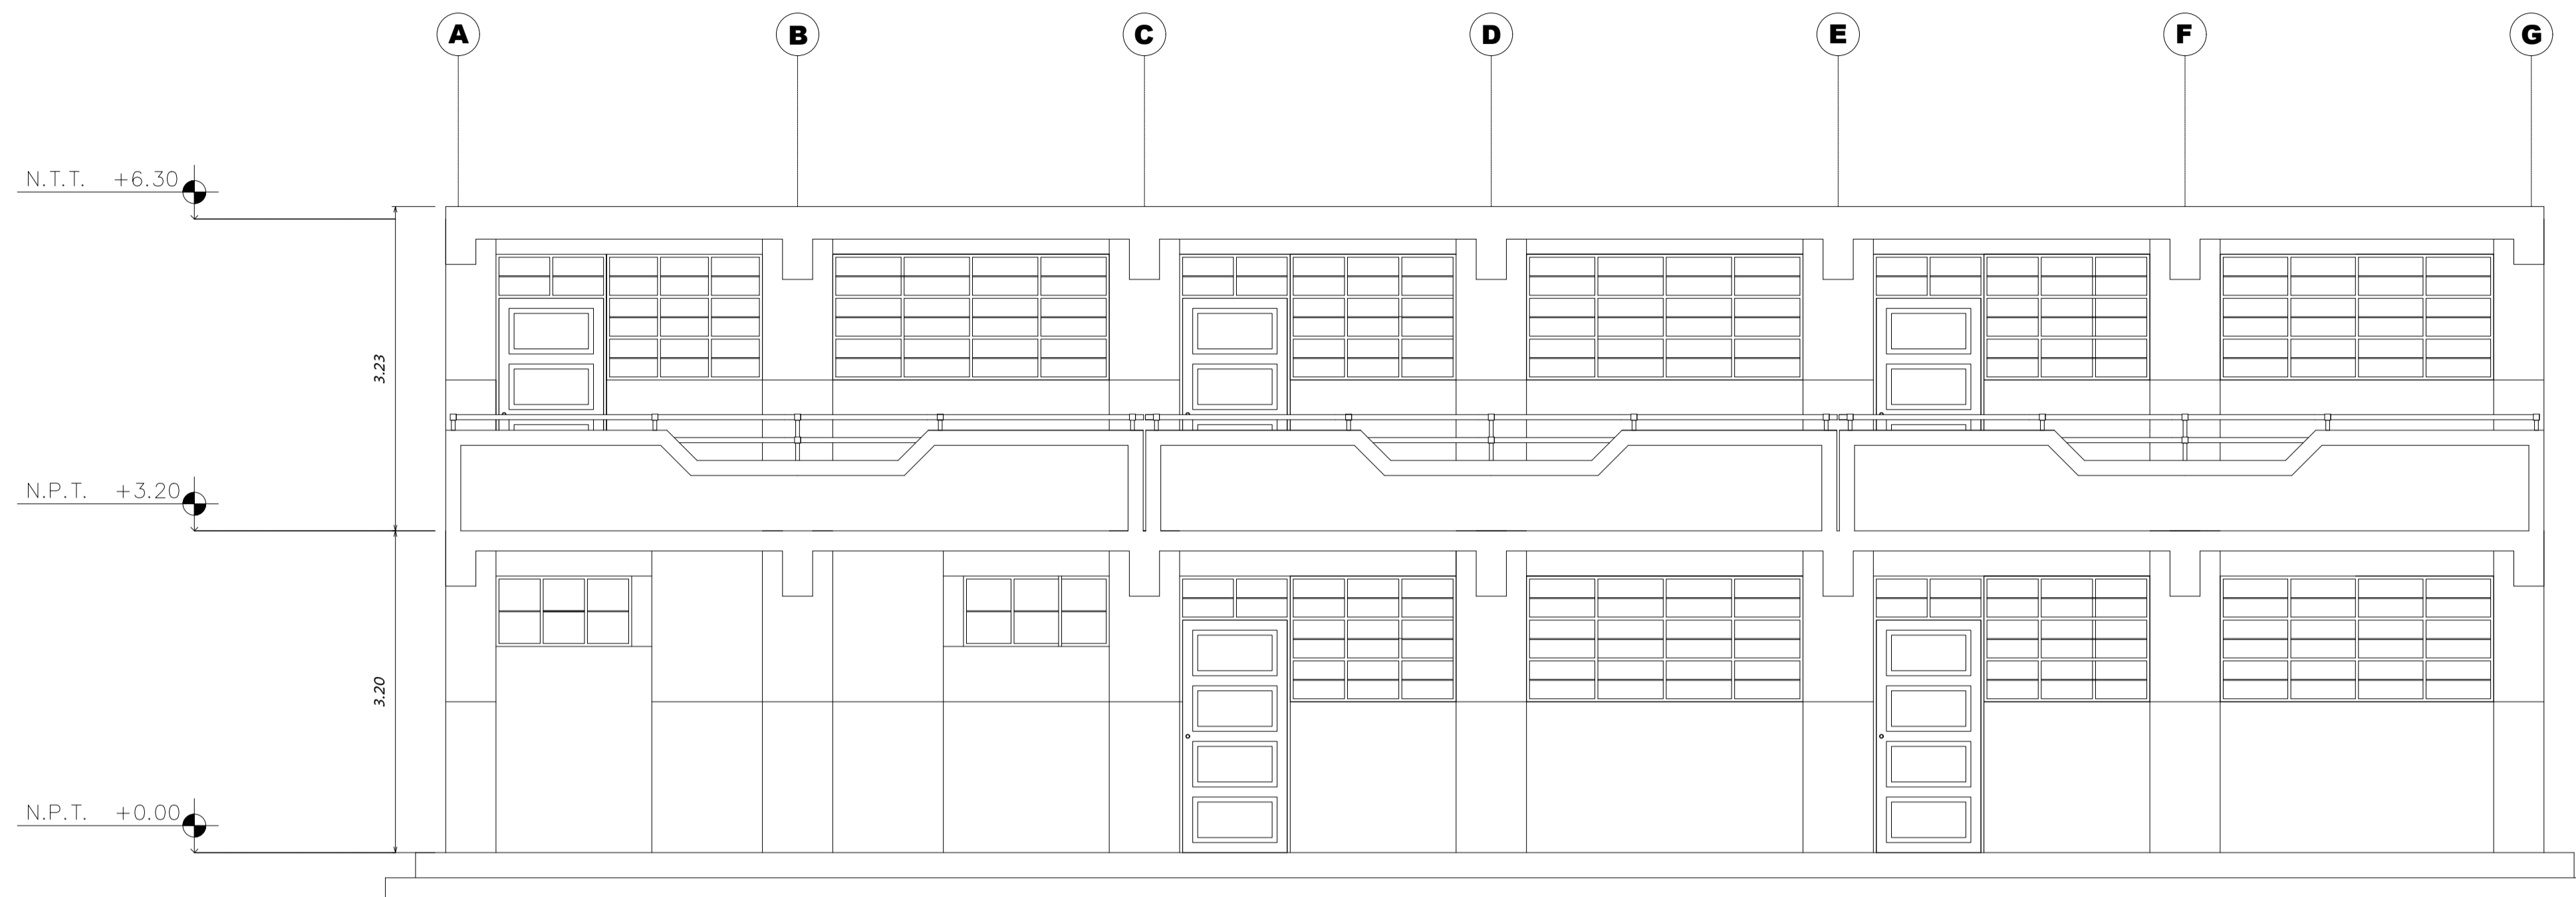 A B C D E F G
N.T.T. +6.30
3.23
N.P.T. +3.20
3.20
N.P.T. +0.00